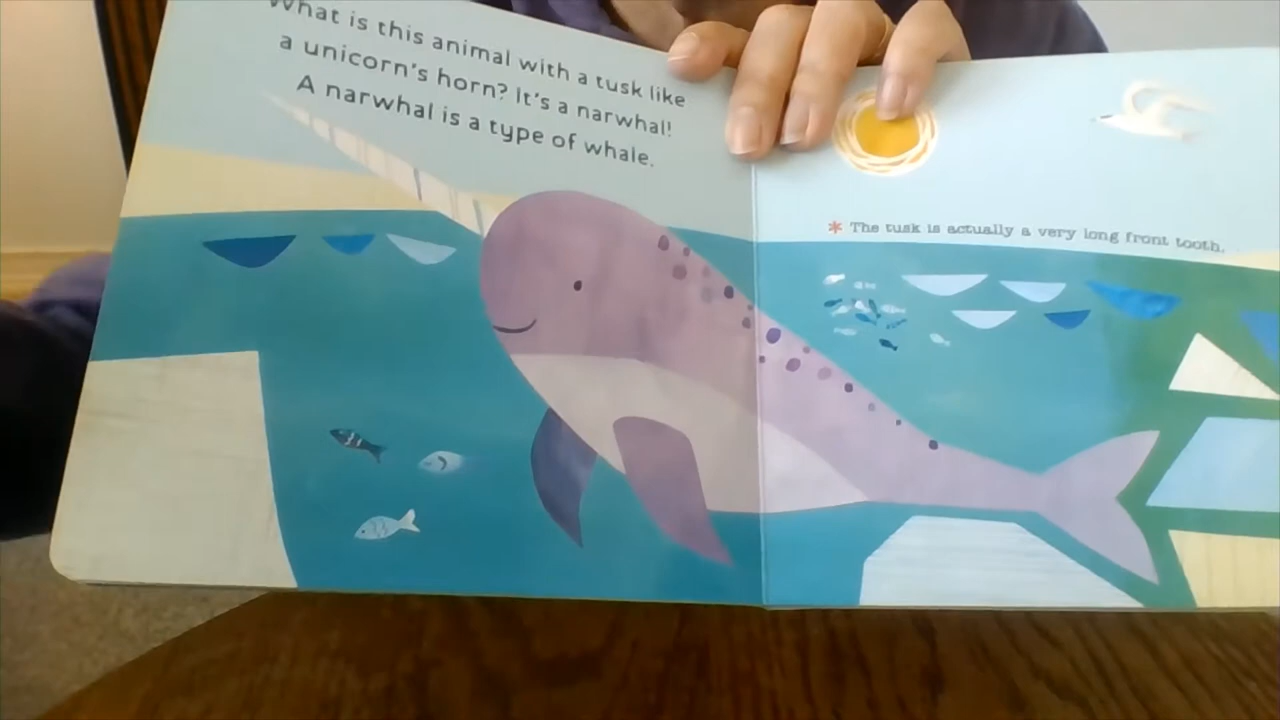 What is this animal with a tusk like
a unicorn's horn? It's a narwhal!
A narwhal is a type of whale.
* The tusk is actually a very long front tooth.